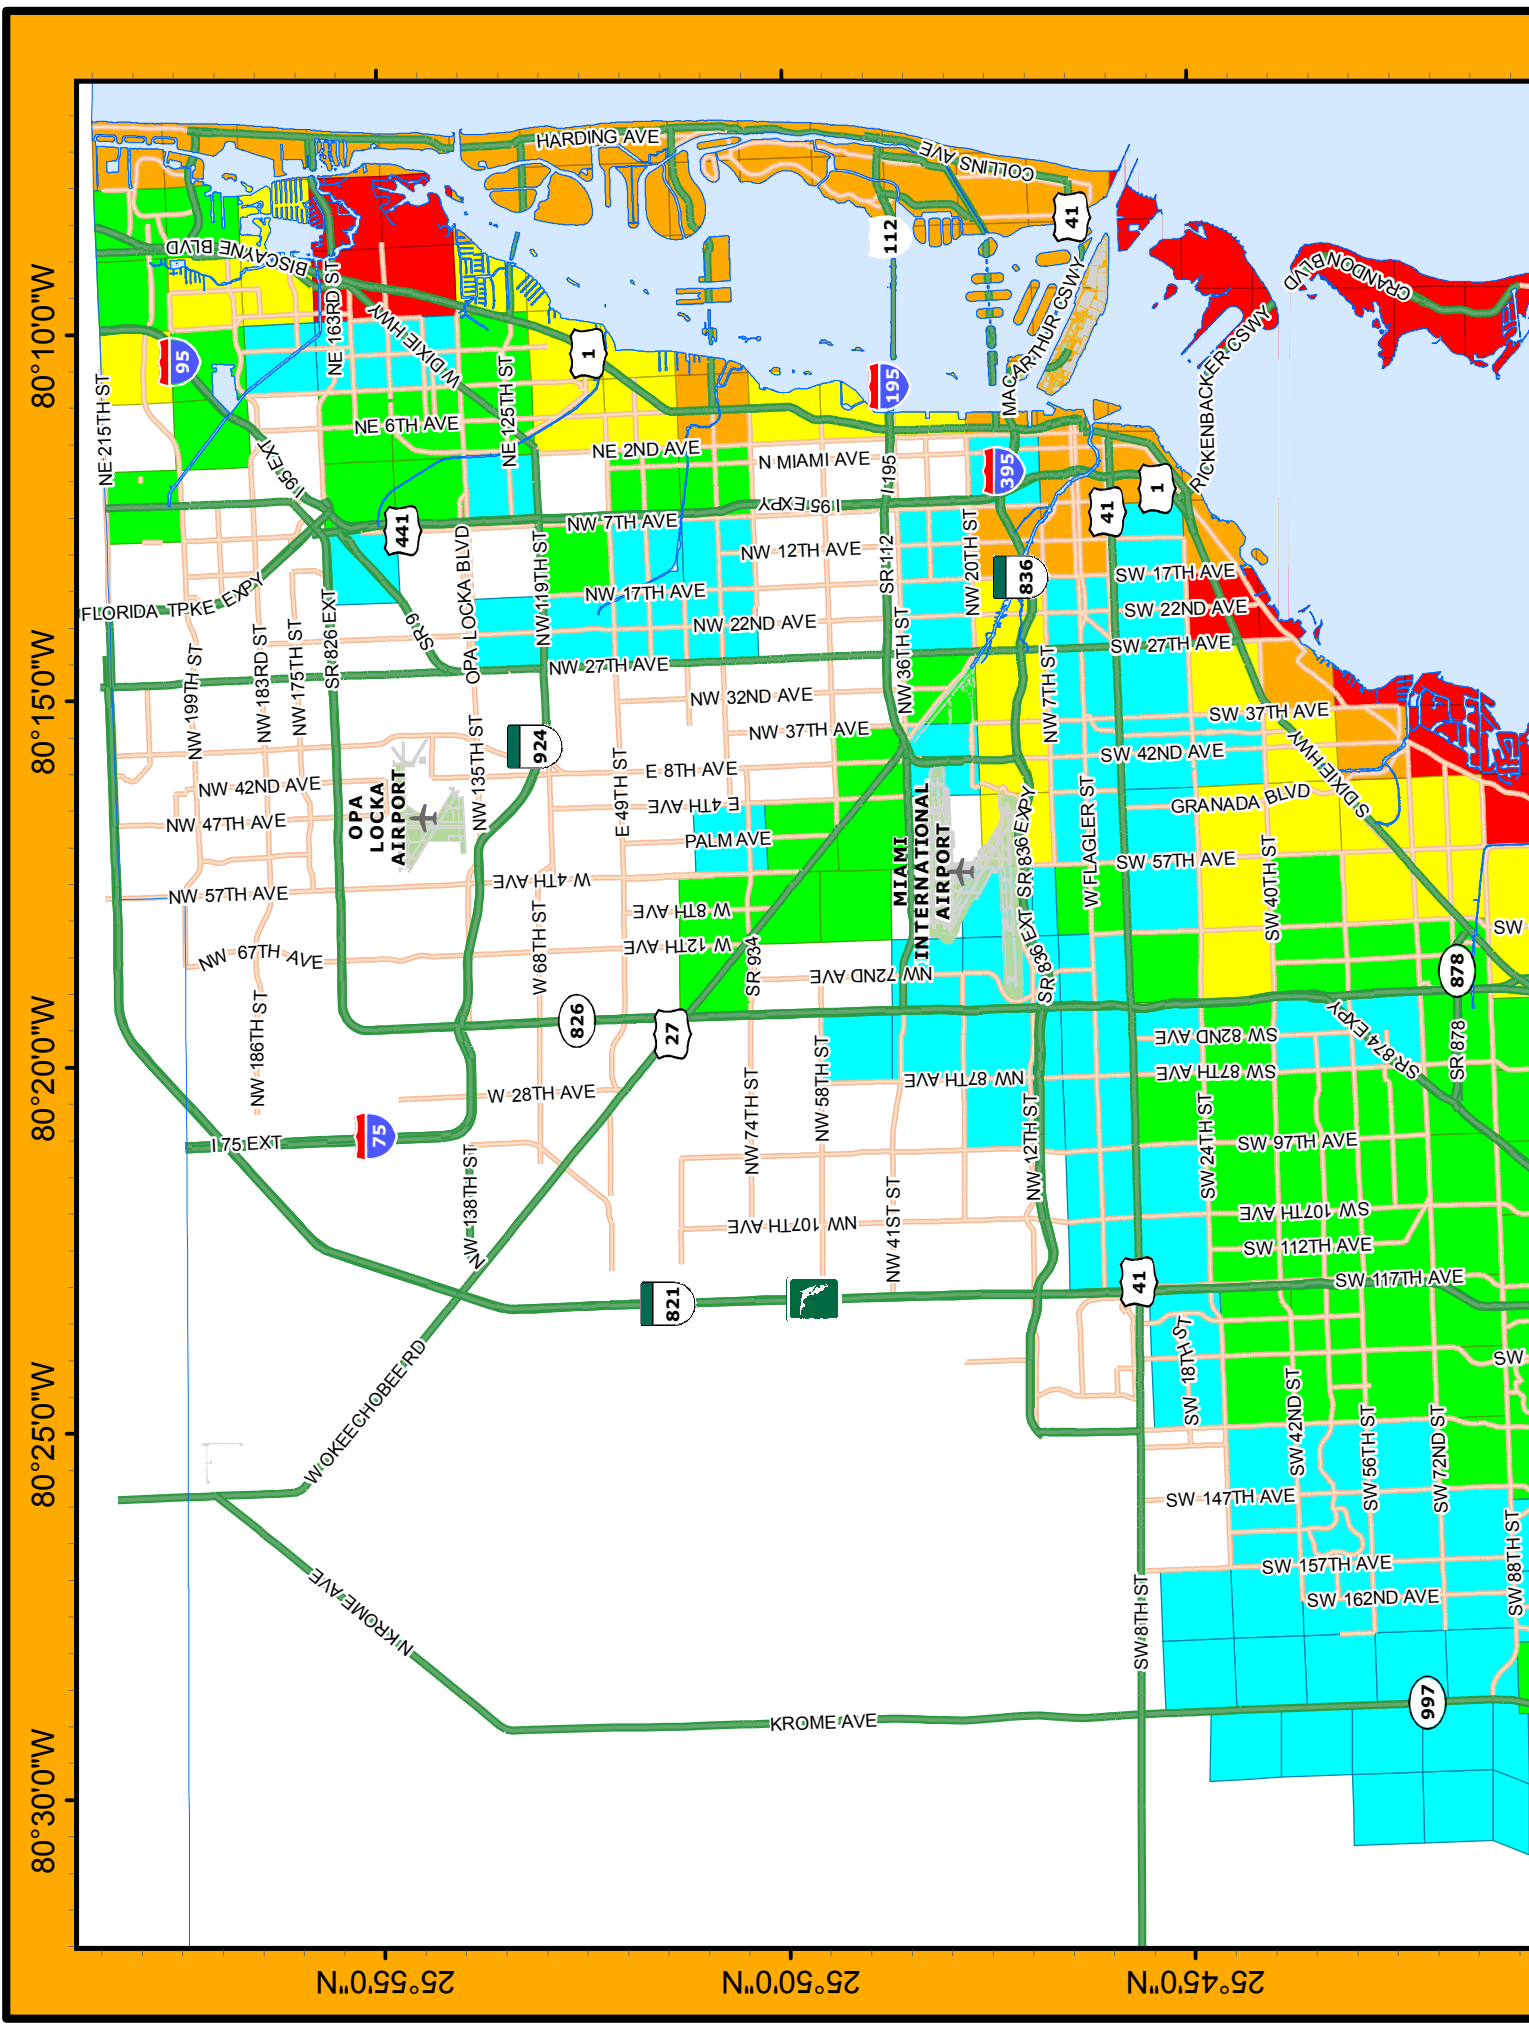 HARDING AVE
COLLINS AVE
41
112
BISCAYNE BLVD
NE 163RD ST
CRANDON BLVD
80°10'0"W
95
NE 215TH ST
W DIXIE HWY
1
MACARTHUR CSWY
RICKENBACKER CSWY
195
NE 125TH ST
NE 6TH AVE
NE 2ND AVE
N MIAMI AVE
I 195
395
I 95 EXT
I 95 EXPY
441
NW 7TH AVE
41
1
NW 12TH AVE
SR 112
NW 20TH ST
836
FLORIDA TPKE EXPY
SR 826 EXT
SR 9
OPA LOCKA BLVD
NW 119TH ST
NW 17TH AVE
SW 17TH AVE
NW 22ND AVE
SW 22ND AVE
NW 27TH AVE
NW 36TH ST
SW 27TH AVE
80°15'0"W
NW 199TH ST
NW 183RD ST
NW 175TH ST
NW 32ND AVE
NW 7TH ST
NW 37TH AVE
SW 37TH AVE
924
NW 135TH ST
SW 42ND AVE
NW 42ND AVE
E 8TH AVE
E 49TH ST
E 4TH AVE
NW 47TH AVE
OPA
LOCKA
AIRPORT
PALM AVE
MIAMI
INTERNATIONAL
AIRPORT
SR 836 EXPY
W FLAGLER ST
GRANADA BLVD
S DIXIE HWY
SW 57TH AVE
SW 40TH ST
NW 57TH AVE
W 4TH AVE
W 8TH AVE
W 12TH AVE
W 68TH ST
NW 67TH AVE
SR 934
NW 72ND AVE
SR 836 EXT
SW
878
80°20'0"W
NW 186TH ST
826
27
SW 82ND AVE
SR 874 EXPY
SR 878
W 28TH AVE
NW 74TH ST
NW 58TH ST
NW 87TH AVE
SW 87TH AVE
I 75 EXT
75
NW 138TH ST
NW 12TH ST
SW 24TH ST
SW 97TH AVE
NW 107TH AVE
NW 41ST ST
SW 107TH AVE
SW 112TH AVE
821
41
SW 117TH AVE
W OKEECHOBEE RD
SW 18TH ST
SW
80°25'0"W
SW 42ND ST
SW 56TH ST
SW 72ND ST
SW 147TH AVE
SW 88TH ST
N KROME AVE
SW 8TH ST
SW 157TH AVE
SW 162ND AVE
KROME AVE
997
80°30'0"W
25°55'0"N
25°50'0"N
25°45'0"N